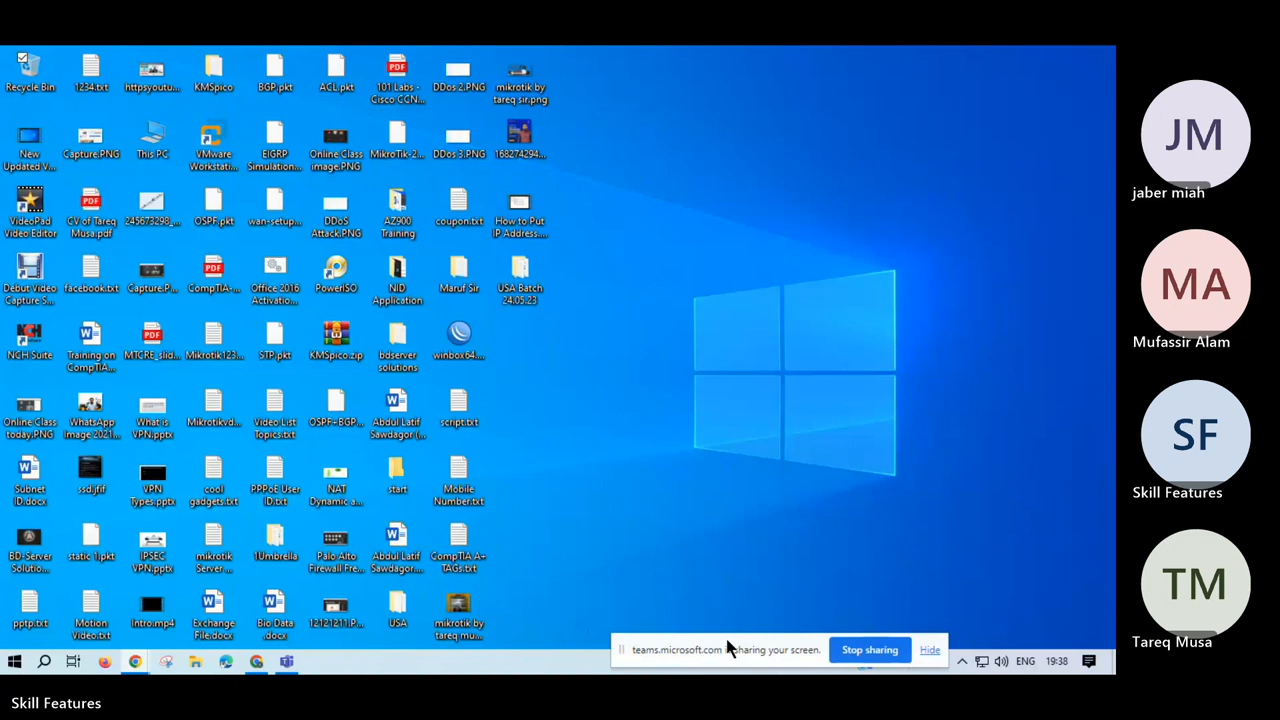 Recycle Bin
1234.txt
httpsyoutu...
KMSpico
BGP.pkt
ACL.pkt
101 Labs -
Cisco CCN...
DDos 2.PNG
mikrotik by
tareq sir.png
New
Updated V...
Capture.PNG
This PC
VMware
Workstati...
EIGRP
Simulation...
Online Class
image.PNG
MikroTik-2...
DDos 3.PNG
168274294...
VideoPad
Video Editor
CV of Tareq
Musa.pdf
245673298_...
OSPF.pkt
wan-setup...
DDoS
Attack.PNG
AZ900
Training
coupon.txt
How to Put
IP Address....
Debut Video
Capture S...
facebook.txt
Capture.P...
CompTIA-...
Office 2016
Activatio...
PowerISO
NID
Application
Maruf Sir
USA Batch
24.05.23
NCH Suite
Training on
CompTIA...
MTCRE_slid...
Mikrotik123...
STP.pkt
KMSpico.zip
bdserver
solutions
winbox64....
Online Class
today.PNG
WhatsApp
Image 2021...
What is
VPN.pptx
Mikrotikvd...
Video List
Topics.txt
OSPF+BGP...
Abdul Latif
Sawdagor (...
script.txt
Subnet
ID.docx
ssd.jfif
VPN
Types.pptx
cool
gadgets.txt
PPPoE User
ID.txt
NAT
Dynamic a...
start
Mobile
Number.txt
BD-Server
Solutio...
static 1.pkt
IPSEC
VPN.pptx
mikrotik
Server....
1Umbrella
Palo Alto
Firewall Fre...
Abdul Latif
Sawdagor....
CompTIA A+
TAGs.txt
pptp.txt
Motion
Video.txt
Intro.mp4
Exchange
File.docx
Bio Data
.docx
12121211.P...
USA
mikrotik by
tareq mu...
teams.microsoft.com is sharing your screen.
Stop sharing
Hide
ENG
19:38
JM
jaber miah
MA
Mufassir Alam
SF
Skill Features
TM
Tareq Musa
Skill Features